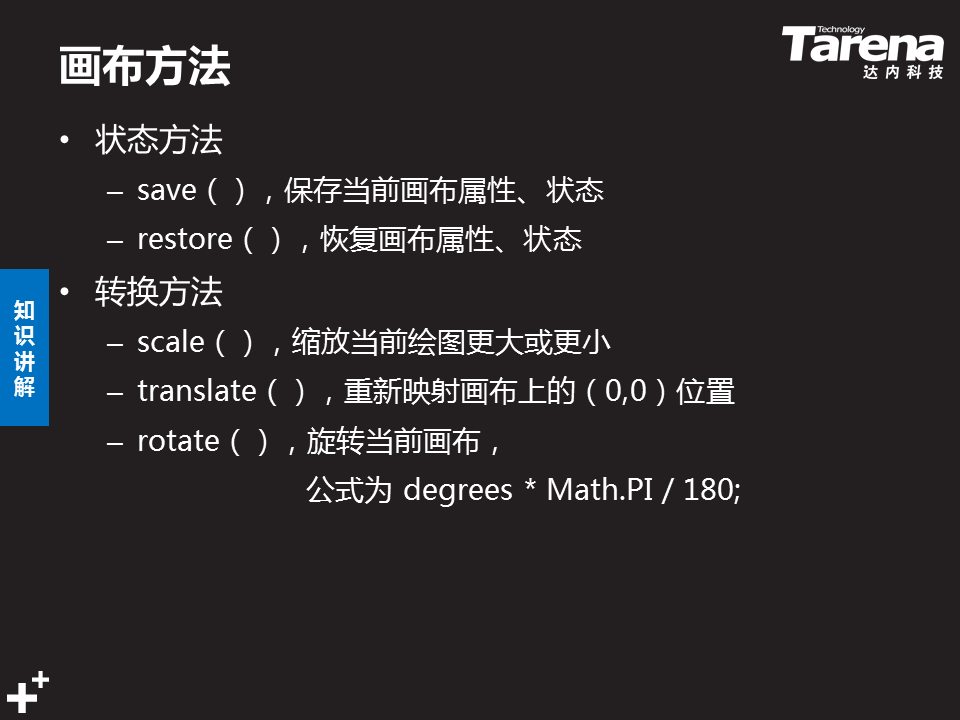 画布方法
Technology
Tarena
达内科技
• 状态方法
– save（ ），保存当前画布属性、状态
– restore（ ），恢复画布属性、状态
• 转换方法
– scale（ ），缩放当前绘图更大或更小
– translate（ ），重新映射画布上的（0,0）位置
– rotate（ ），旋转当前画布，
公式为 degrees * Math.PI / 180;
知识讲解